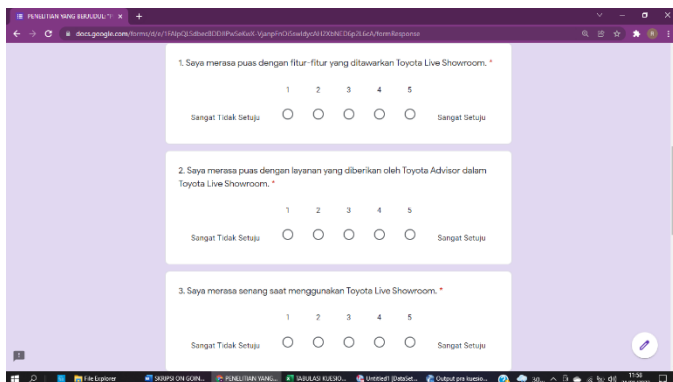 PENELITIAN YANG BERJUDUL: "P
docs.google.com/forms/d/e/
1. Saya merasa puas dengan fitur-fitur yang ditawarkan Toyota Live Showroom. *
1 2 3 4 5
Sangat Tidak Setuju Sangat Setuju
2. Saya merasa puas dengan layanan yang diberikan oleh Toyota Advisor dalam
Toyota Live Showroom. *
1 2 3 4 5
Sangat Tidak Setuju Sangat Setuju
3. Saya merasa senang saat menggunakan Toyota Live Showroom. *
1 2 3 4 5
Sangat Tidak Setuju Sangat Setuju
File Explorer SKRIPSI ON GOIN... PENELITIAN YANG... TABULASI KUESIO... Untitled1 [DataSet... Output pra kuesio... 30... 11:50